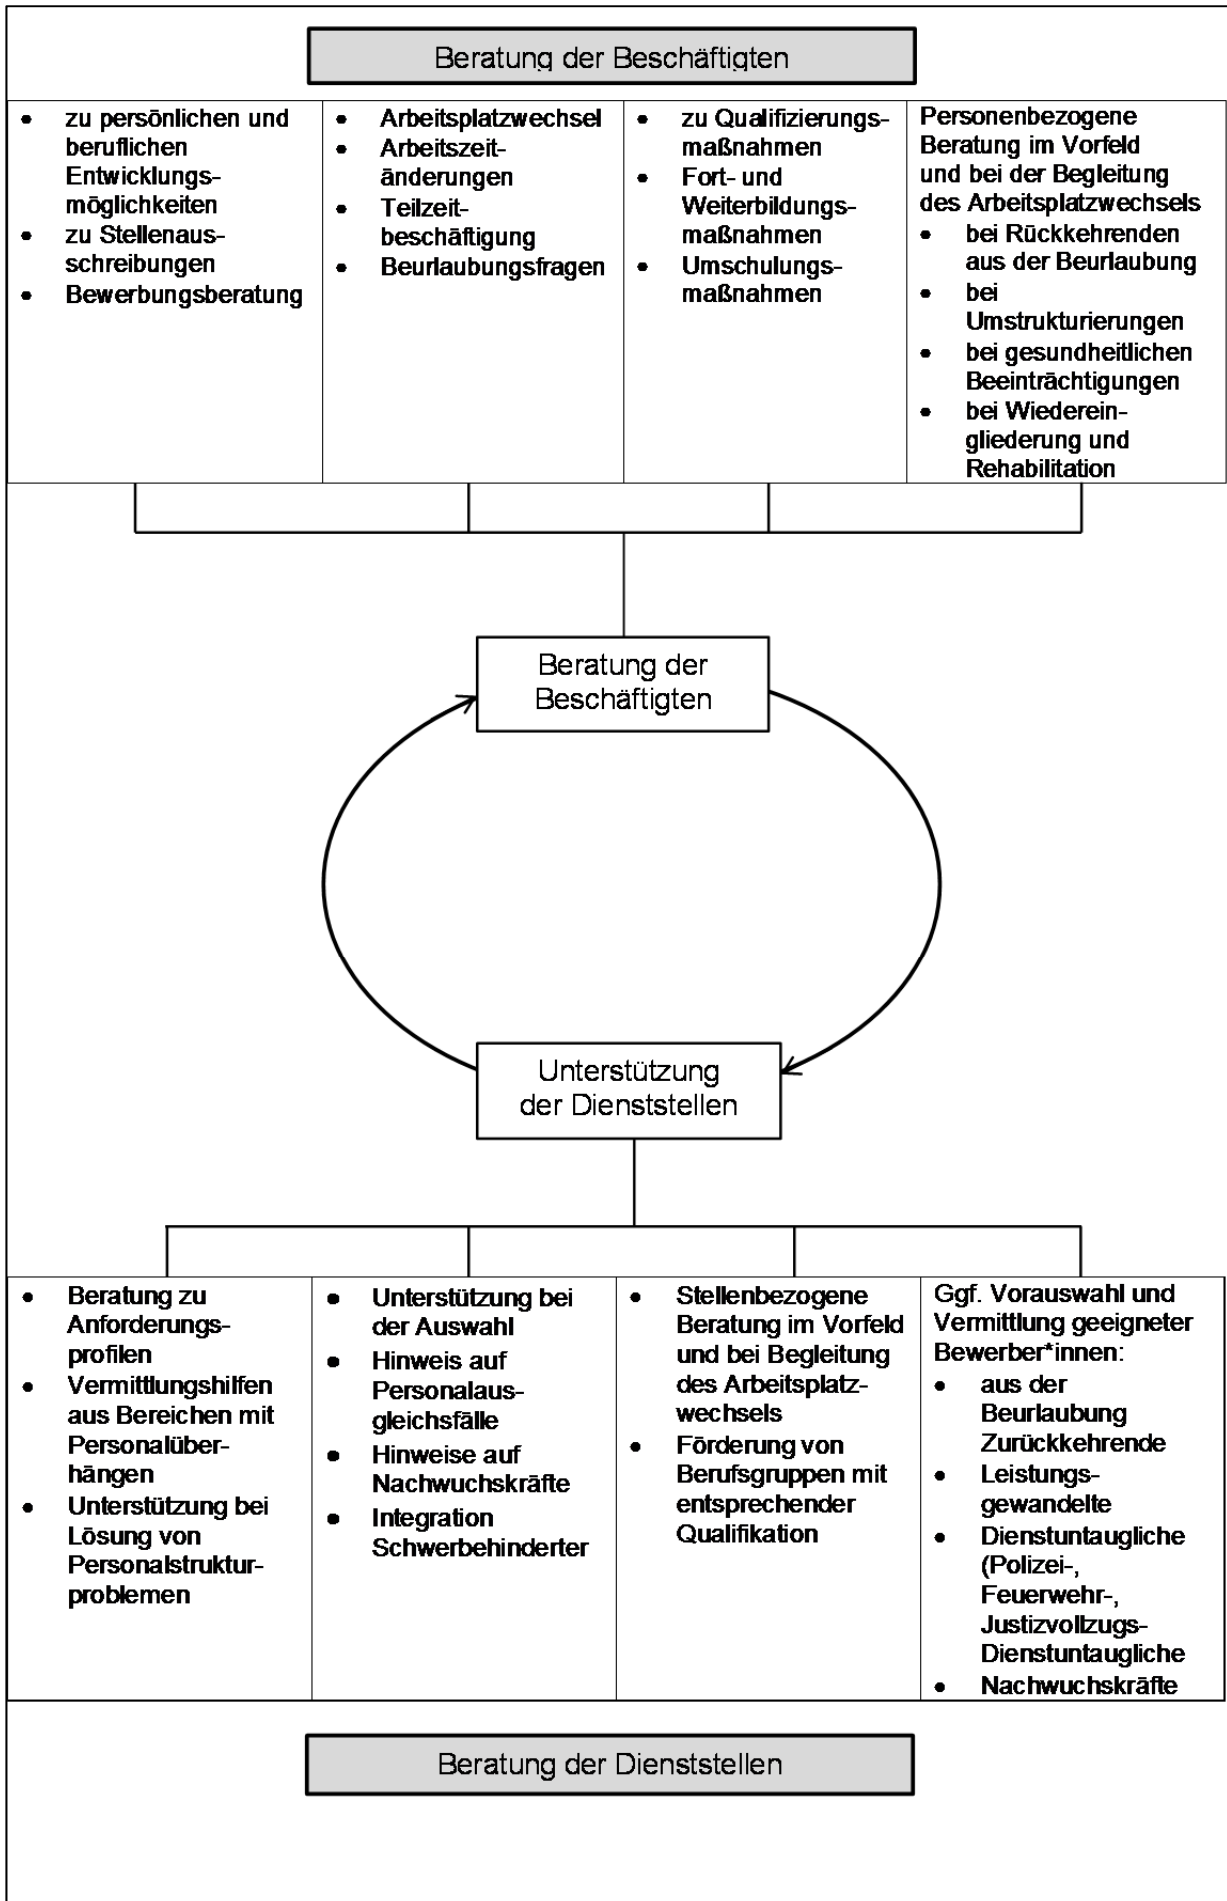 Beratung der Beschäftigten
• zu persönlichen und
beruflichen
Entwicklungs-
möglichkeiten
• zu Stellenaus-
schreibungen
• Bewerbungsberatung
• Arbeitsplatzwechsel
• Arbeitszeit-
änderungen
• Teilzeit-
beschäftigung
• Beurlaubungsfragen
• zu Qualifizierungs-
maßnahmen
• Fort- und
Weiterbildungs-
maßnahmen
• Umschulungs-
maßnahmen
Personenbezogene
Beratung im Vorfeld
und bei der Begleitung
des Arbeitsplatzwechsels
• bei Rückkehrenden
aus der Beurlaubung
• bei
Umstrukturierungen
• bei gesundheitlichen
Beeinträchtigungen
• bei Wiederein-
gliederung und
Rehabilitation
Beratung der
Beschäftigten
Unterstützung
der Dienststellen
• Beratung zu
Anforderungs-
profilen
• Vermittlungshilfen
aus Bereichen mit
Personalüber-
hängen
• Unterstützung bei
Lösung von
Personalstruktur-
problemen
• Unterstützung bei
der Auswahl
• Hinweis auf
Personalaus-
gleichsfälle
• Hinweise auf
Nachwuchskräfte
• Integration
Schwerbehinderter
• Stellenbezogene
Beratung im Vorfeld
und bei Begleitung
des Arbeitsplatz-
wechsels
• Förderung von
Berufsgruppen mit
entsprechender
Qualifikation
Ggf. Vorauswahl und
Vermittlung geeigneter
Bewerber*innen:
• aus der
Beurlaubung
Zurückkehrende
• Leistungs-
gewandelte
• Dienstuntaugliche
(Polizei-,
Feuerwehr-,
Justizvollzugs-
Dienstuntaugliche
• Nachwuchskräfte
Beratung der Dienststellen